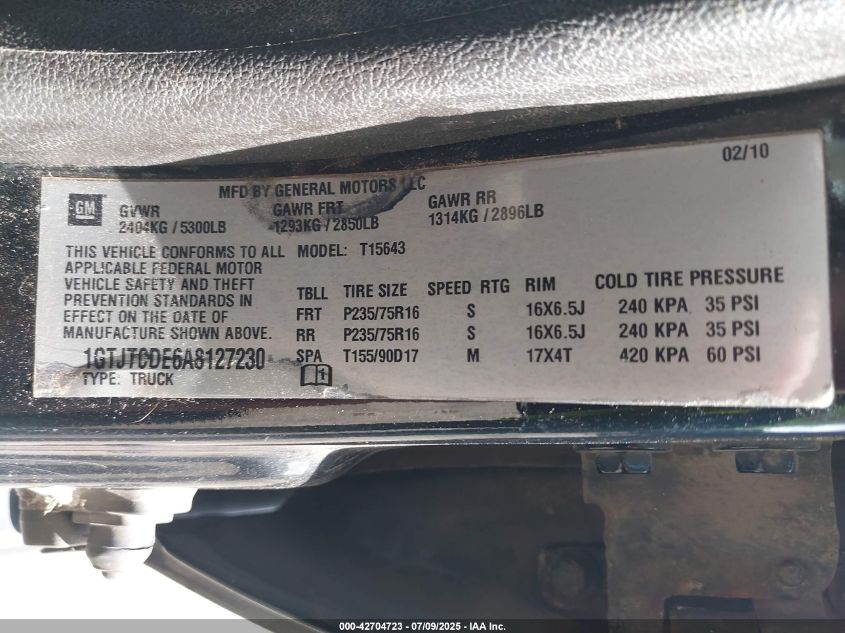 02/10
MFD BY GENERAL MOTORS LLC
GM
GVWR GAWR FRT GAWR RR
2404KG / 5300LB 1293KG / 2850LB 1314KG / 2896LB
THIS VEHICLE CONFORMS TO ALL
APPLICABLE FEDERAL MOTOR
VEHICLE SAFETY AND THEFT
PREVENTION STANDARDS IN
EFFECT ON THE DATE OF
MANUFACTURE SHOWN ABOVE.
1GTJTCDE6A8127230
TYPE: TRUCK
MODEL: T15643
TBLL TIRE SIZE SPEED RTG RIM COLD TIRE PRESSURE
FRT P235/75R16 S 16X6.5J 240 KPA 35 PSI
RR P235/75R16 S 16X6.5J 240 KPA 35 PSI
SPA T155/90D17 M 17X4T 420 KPA 60 PSI
000-42704723 | 07/09/2025 - IAA Inc.